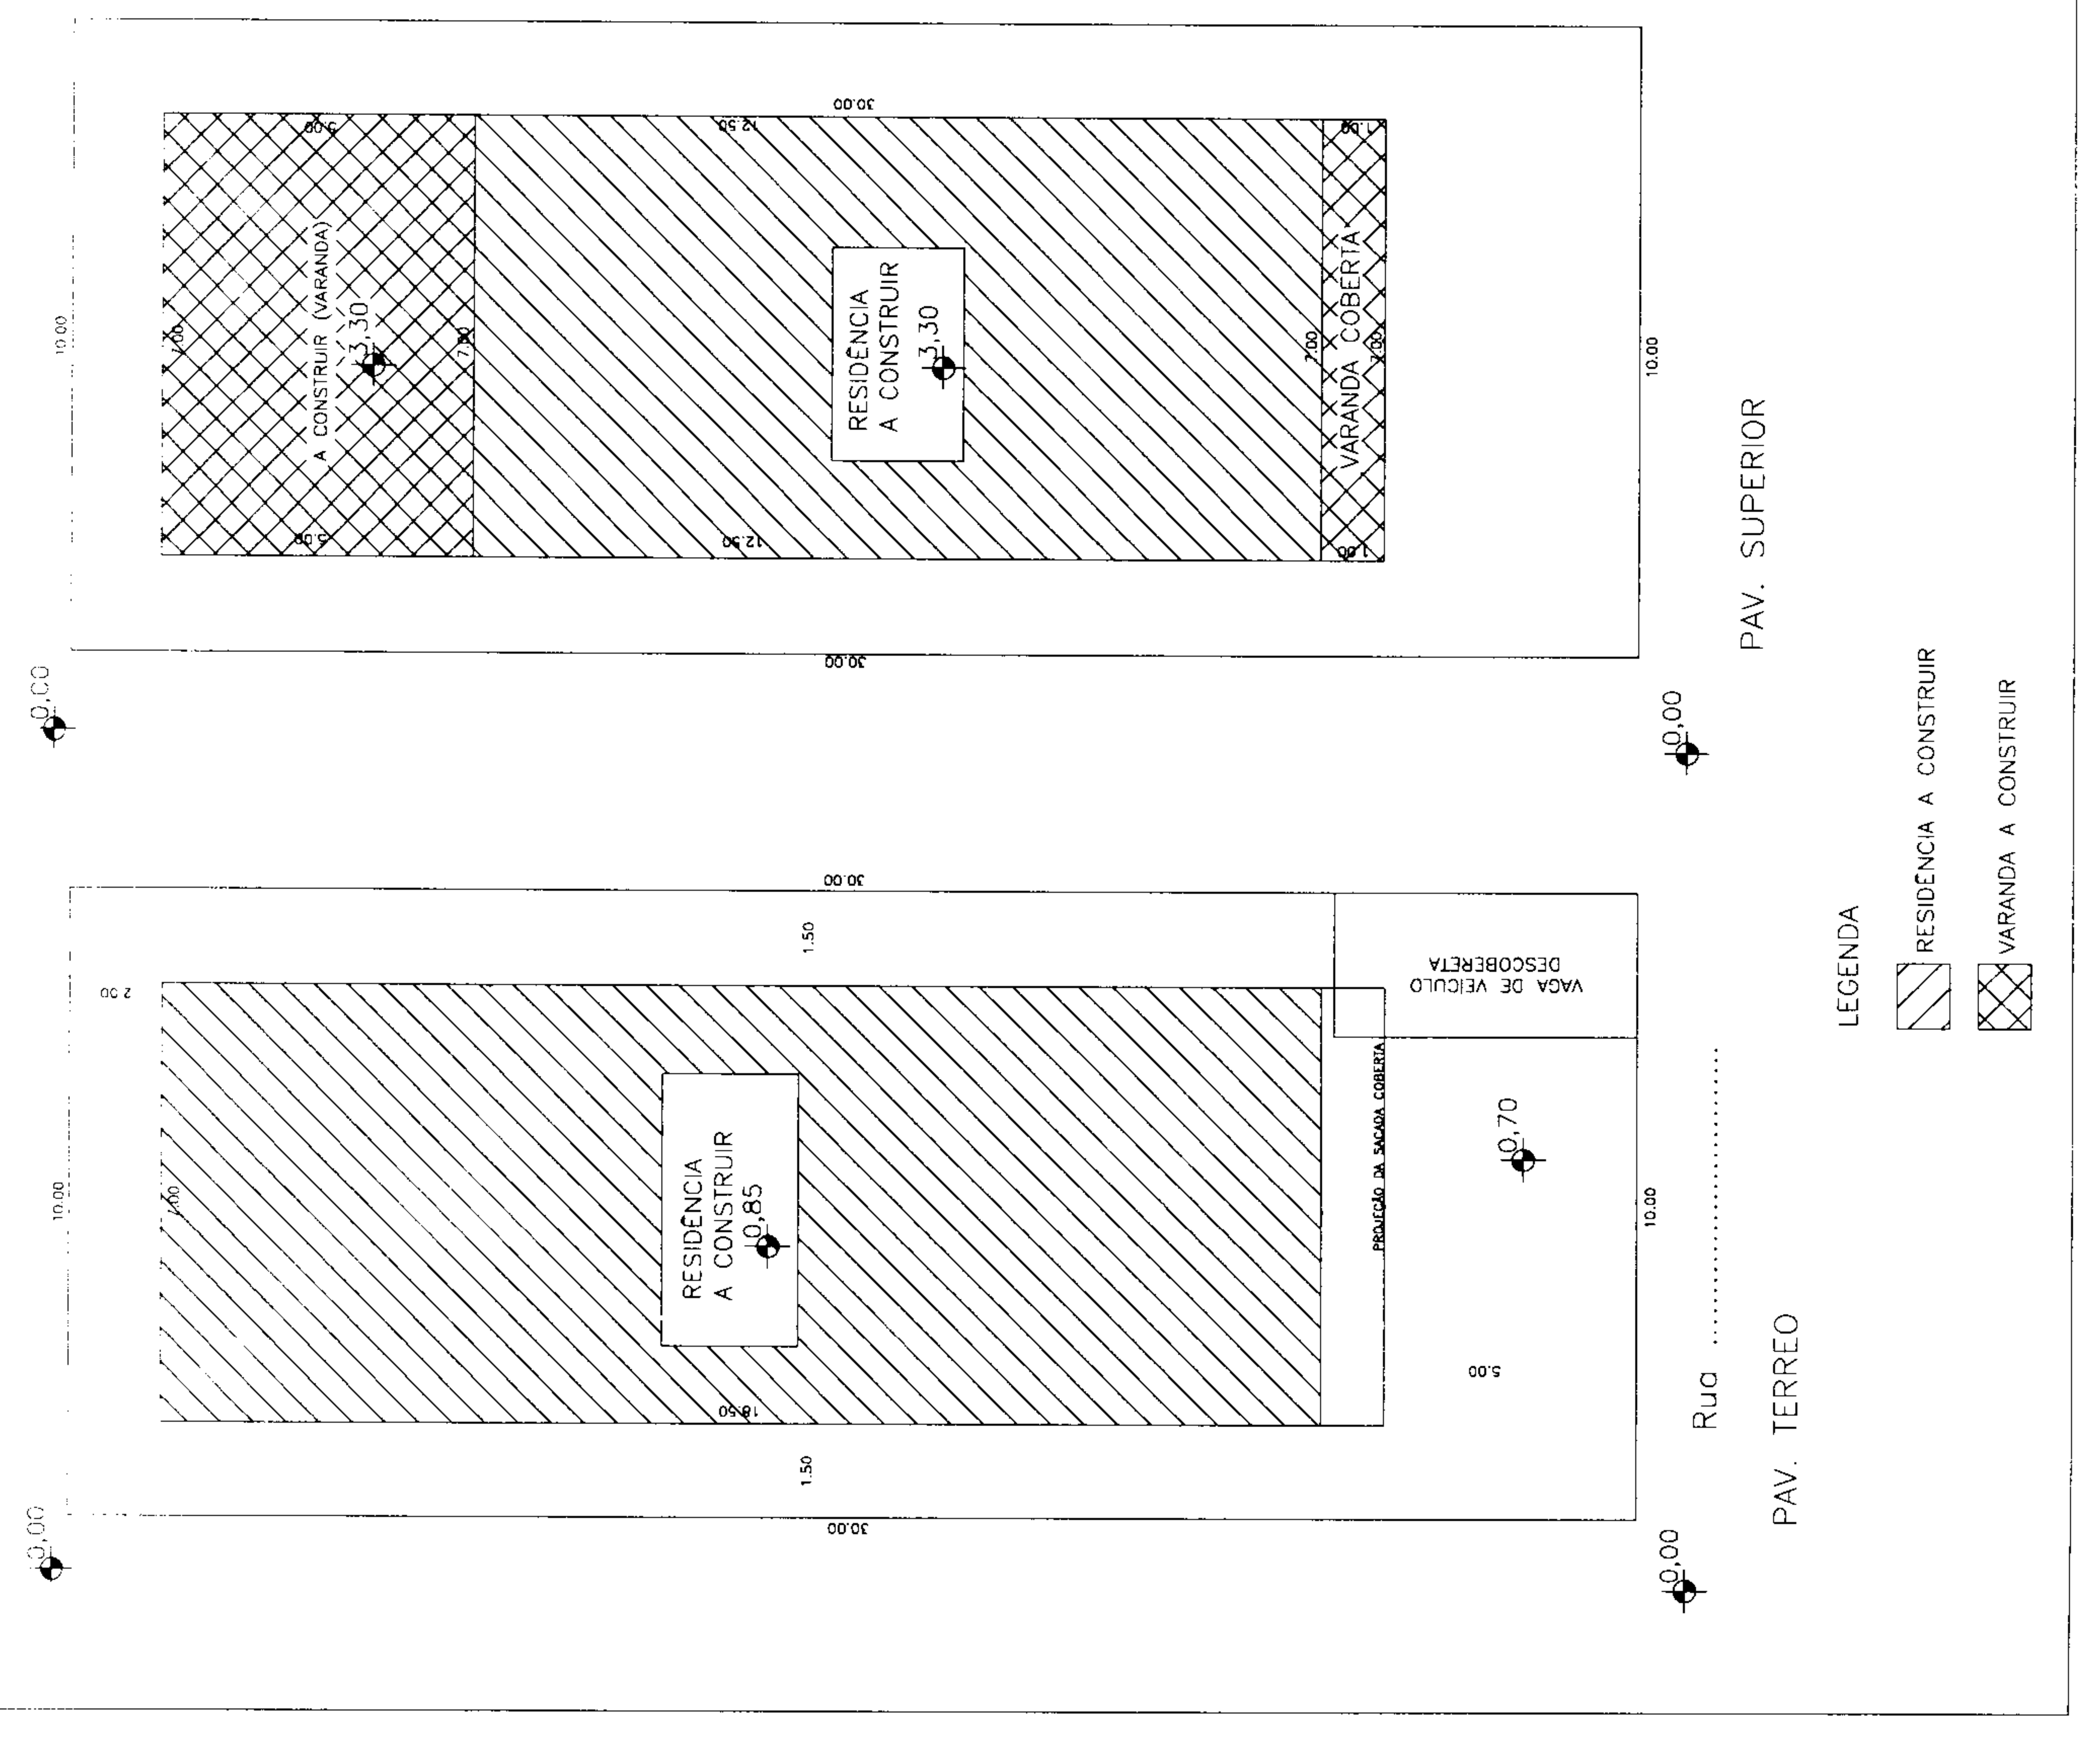 0,00
10.00
2.00
7.00
30.00
1.50
RESIDÊNCIA
A CONSTRUIR
0,85
18.50
1.50
30.00
PROJEÇÃO DA SACADA COBERTA
VAGA DE VEÍCULO
DESCOBERETA
0,70
5.00
10.00
0,00
Rua ..............................
PAV. TERREO
0,00
10.00
7.00
5.00
5.00
A CONSTRUIR (VARANDA)
3,30
7.00
12.50
30.00
RESIDÊNCIA
A CONSTRUIR
3,30
12.50
30.00
7.00
1.00
1.00
VARANDA COBERTA
7.00
10.00
0,00
PAV. SUPERIOR
LEGENDA
RESIDÊNCIA A CONSTRUIR
VARANDA A CONSTRUIR